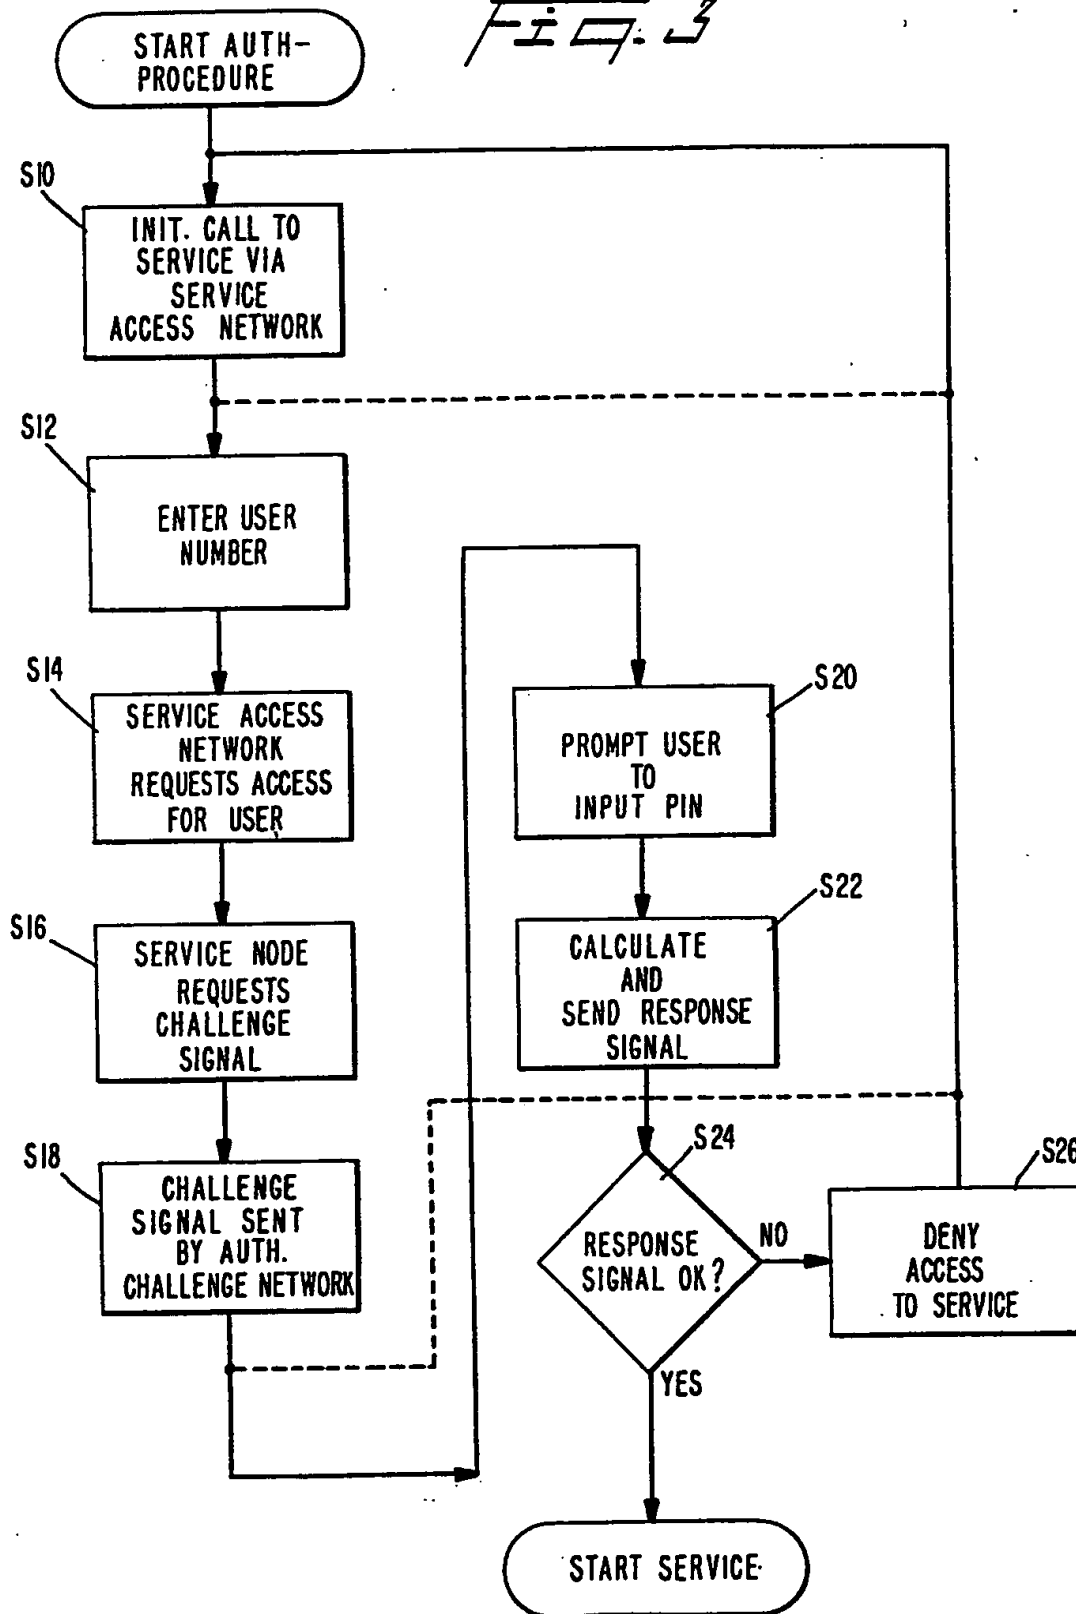 Fig. 3
START AUTH-
PROCEDURE
S10
INIT. CALL TO
SERVICE VIA
SERVICE
ACCESS NETWORK
S12
ENTER USER
NUMBER
S14
SERVICE ACCESS
NETWORK
REQUESTS ACCESS
FOR USER
S16
SERVICE NODE
REQUESTS
CHALLENGE
SIGNAL
S18
CHALLENGE
SIGNAL SENT
BY AUTH.
CHALLENGE NETWORK
S20
PROMPT USER
TO
INPUT PIN
S22
CALCULATE
AND
SEND RESPONSE
SIGNAL
S24
RESPONSE
SIGNAL OK?
NO
YES
S26
DENY
ACCESS
TO SERVICE
START SERVICE